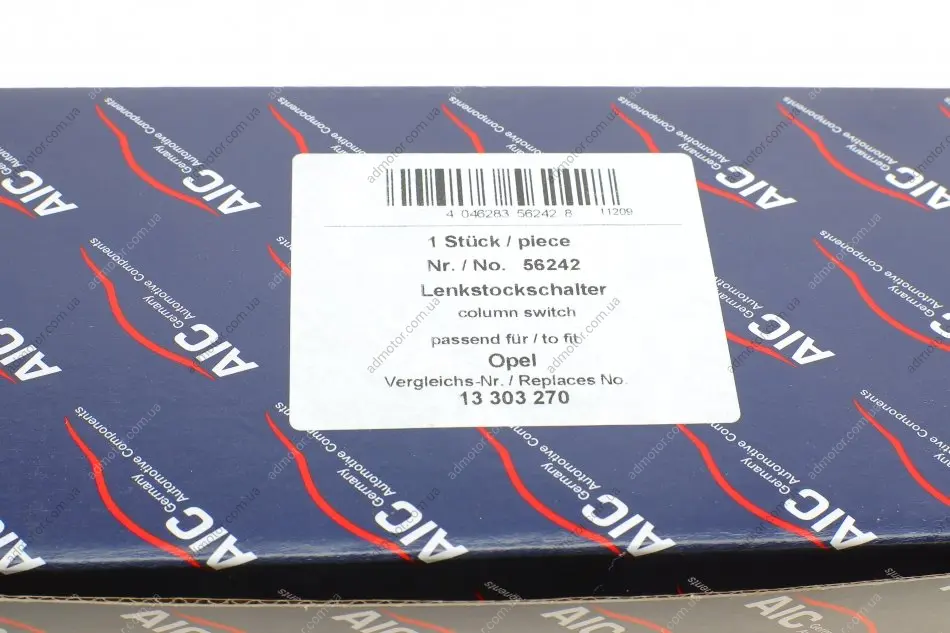 4 046283 56242 8 11209
1 Stück / piece
Nr. / No. 56242
Lenkstockschalter
column switch
passend für / to fit
Opel
Vergleichs-Nr. / Replaces No.
13 303 270
AIC Germany
Automotive Components
admotor.com.ua